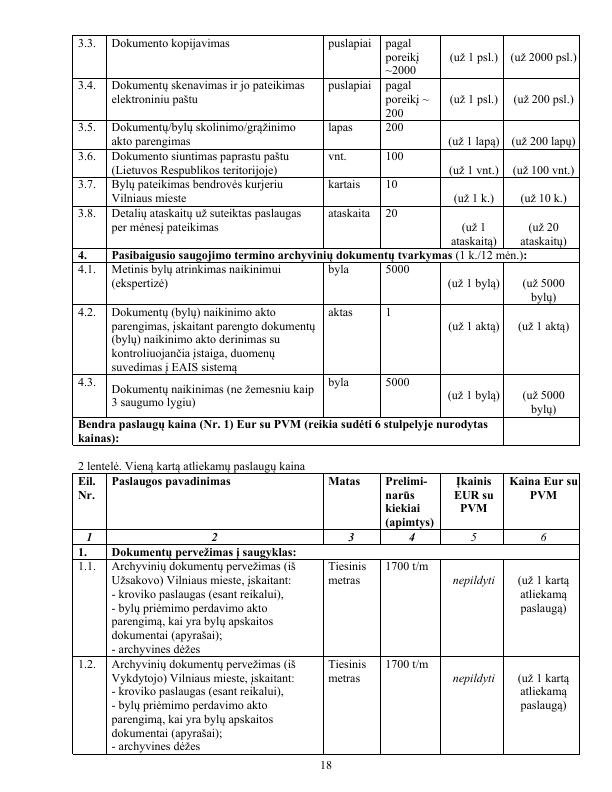 3.3. Dokumento kopijavimas puslapiai pagal
poreikį (už 1 psl.) (už 2000 psl.)
~2000
3.4. Dokumentų skenavimas ir jo pateikimas puslapiai pagal
elektroniniu paštu poreikį ~ (už 1 psl.) (už 200 psl.)
200
3.5. Dokumentų/bylų skolinimo/grąžinimo lapas 200
akto parengimas (už 1 lapą) (už 200 lapų)
3.6. Dokumento siuntimas paprastu paštu vnt. 100
(Lietuvos Respublikos teritorijoje) (už 1 vnt.) (už 100 vnt.)
3.7. Bylų pateikimas bendrovės kurjeriu kartais 10
Vilniaus mieste (už 1 k.) (už 10 k.)
3.8. Detalių ataskaitų už suteiktas paslaugas ataskaita 20
per mėnesį pateikimas (už 1 (už 20
ataskaitą) ataskaitų)
4. Pasibaigusio saugojimo termino archyvinių dokumentų tvarkymas (1 k./12 mėn.):
4.1. Metinis bylų atrinkimas naikinimui byla 5000
(ekspertizė) (už 1 bylą) (už 5000
bylų)
4.2. Dokumentų (bylų) naikinimo akto aktas 1
parengimas, įskaitant parengto dokumentų (už 1 aktą) (už 1 aktą)
(bylų) naikinimo akto derinimas su
kontroliuojančia įstaiga, duomenų
suvedimas į EAIS sistemą
4.3. byla 5000
Dokumentų naikinimas (ne žemesniu kaip (už 1 bylą) (už 5000
3 saugumo lygiu) bylų)
Bendra paslaugų kaina (Nr. 1) Eur su PVM (reikia sudėti 6 stulpelyje nurodytas
kainas):
2 lentelė. Vieną kartą atliekamų paslaugų kaina
Eil. Paslaugos pavadinimas Matas Prelimi- Įkainis Kaina Eur su
Nr. narūs EUR su PVM
kiekiai PVM
(apimtys)
1 2 3 4 5 6
1. Dokumentų pervežimas į saugyklas:
1.1. Archyvinių dokumentų pervežimas (iš Tiesinis 1700 t/m
Užsakovo) Vilniaus mieste, įskaitant: metras nepildyti (už 1 kartą
- kroviko paslaugas (esant reikalui), atliekamą
- bylų priėmimo perdavimo akto paslaugą)
parengimą, kai yra bylų apskaitos
dokumentai (apyrašai);
- archyvines dėžes
1.2. Archyvinių dokumentų pervežimas (iš Tiesinis 1700 t/m
Vykdytojo) Vilniaus mieste, įskaitant: metras nepildyti (už 1 kartą
- kroviko paslaugas (esant reikalui), atliekamą
- bylų priėmimo perdavimo akto paslaugą)
parengimą, kai yra bylų apskaitos
dokumentai (apyrašai);
- archyvines dėžes
18